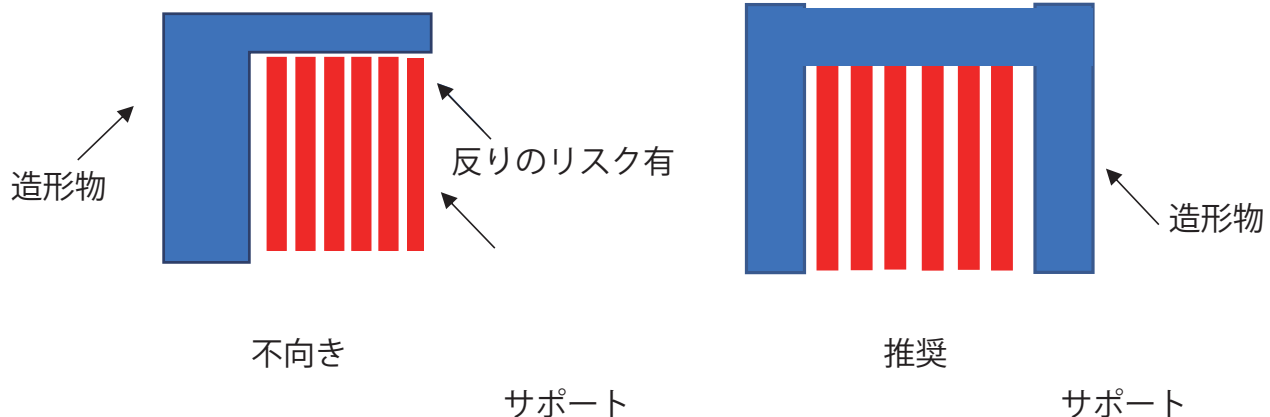 造形物
反りのリスク有
造形物
不向き
推奨
サポート
サポート